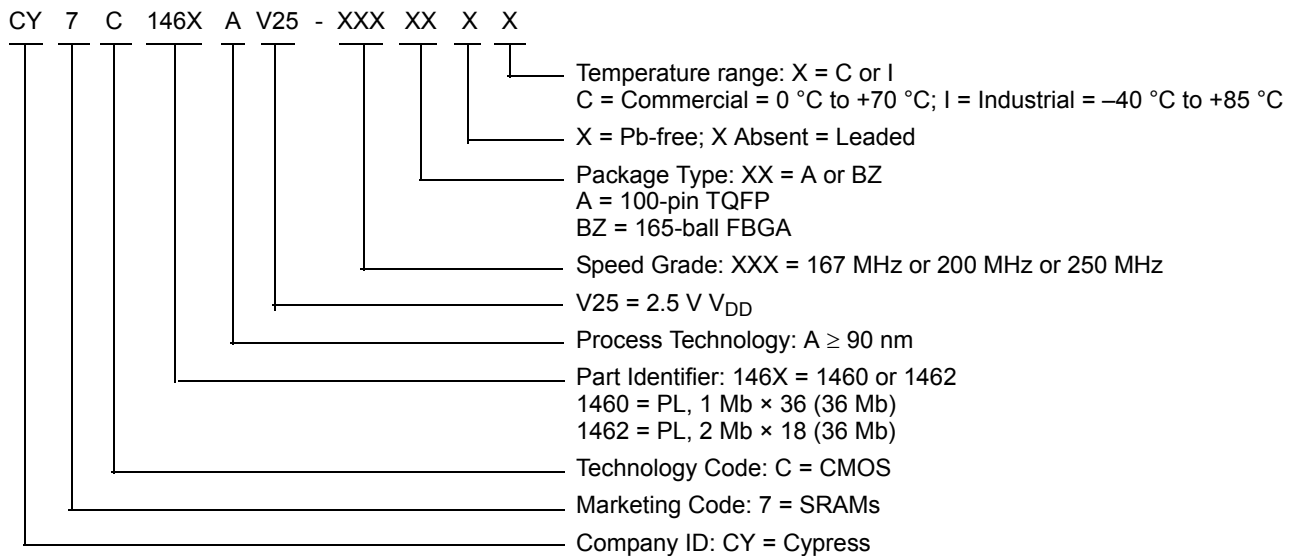 CY 7 C 146X A V25 - XXX XX X X
Temperature range: X = C or I
C = Commercial = 0 °C to +70 °C; I = Industrial = –40 °C to +85 °C
X = Pb-free; X Absent = Leaded
Package Type: XX = A or BZ
A = 100-pin TQFP
BZ = 165-ball FBGA
Speed Grade: XXX = 167 MHz or 200 MHz or 250 MHz
V25 = 2.5 V VDD
Process Technology: A ≥ 90 nm
Part Identifier: 146X = 1460 or 1462
1460 = PL, 1 Mb × 36 (36 Mb)
1462 = PL, 2 Mb × 18 (36 Mb)
Technology Code: C = CMOS
Marketing Code: 7 = SRAMs
Company ID: CY = Cypress